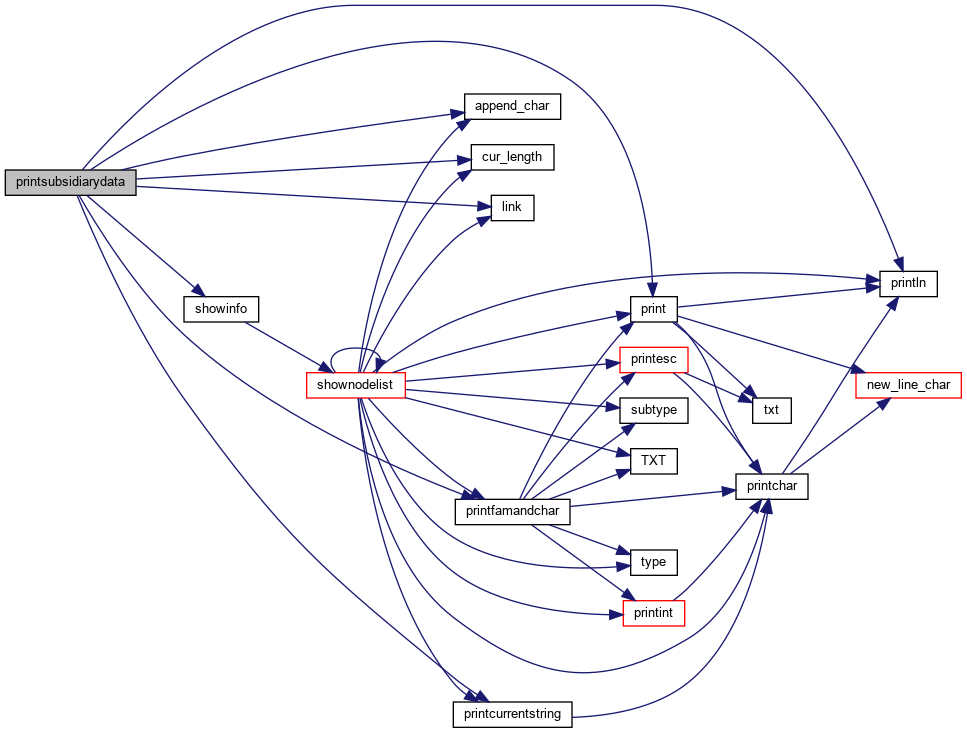 printsubsidiarydata
append_char
cur_length
link
showinfo
shownodelist
print
println
printesc
new_line_char
subtype
txt
TXT
printchar
printfamandchar
type
printint
printcurrentstring